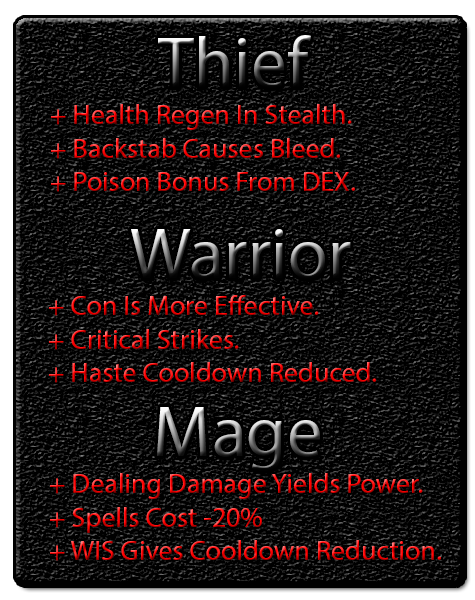 Thief
+ Health Regen In Stealth.
+ Backstab Causes Bleed.
+ Poison Bonus From DEX.
Warrior
+ Con Is More Effective.
+ Critical Strikes.
+ Haste Cooldown Reduced.
Mage
+ Dealing Damage Yields Power.
+ Spells Cost -20%
+ WIS Gives Cooldown Reduction.